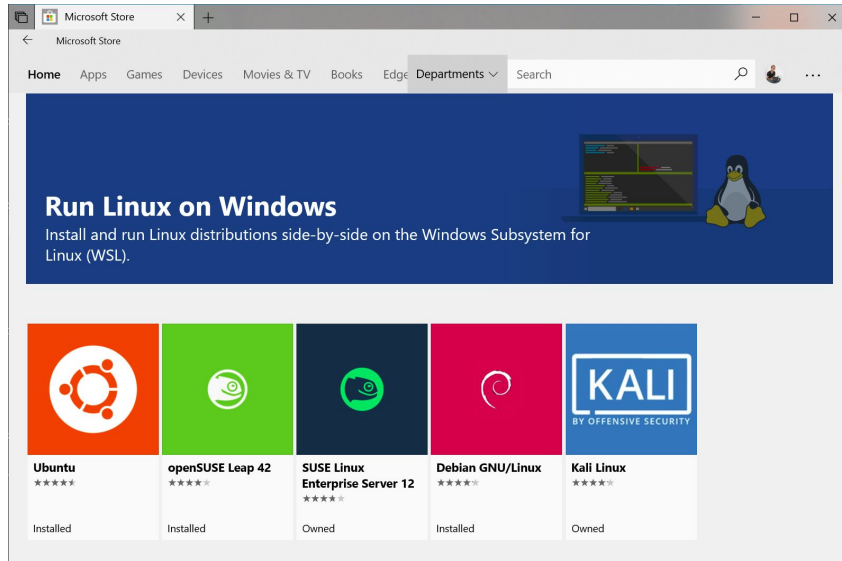 Microsoft Store
Microsoft Store
Home Apps Games Devices Movies & TV Books Edge Departments Search
Run Linux on Windows
Install and run Linux distributions side-by-side on the Windows Subsystem for
Linux (WSL).
KALI
BY OFFENSIVE SECURITY
Ubuntu
Installed
openSUSE Leap 42
Installed
SUSE Linux
Enterprise Server 12
Owned
Debian GNU/Linux
Installed
Kali Linux
Owned